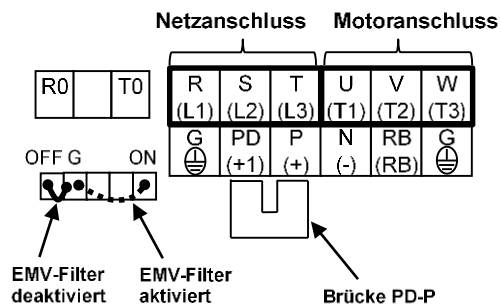 Netzanschluss Motoranschluss
R0 T0
R S T U V W
(L1) (L2) (L3) (T1) (T2) (T3)
G PD P N RB G
(+1) (+) (-) (RB)
OFF G ON
EMV-Filter deaktiviert
EMV-Filter aktiviert
Brücke PD-P